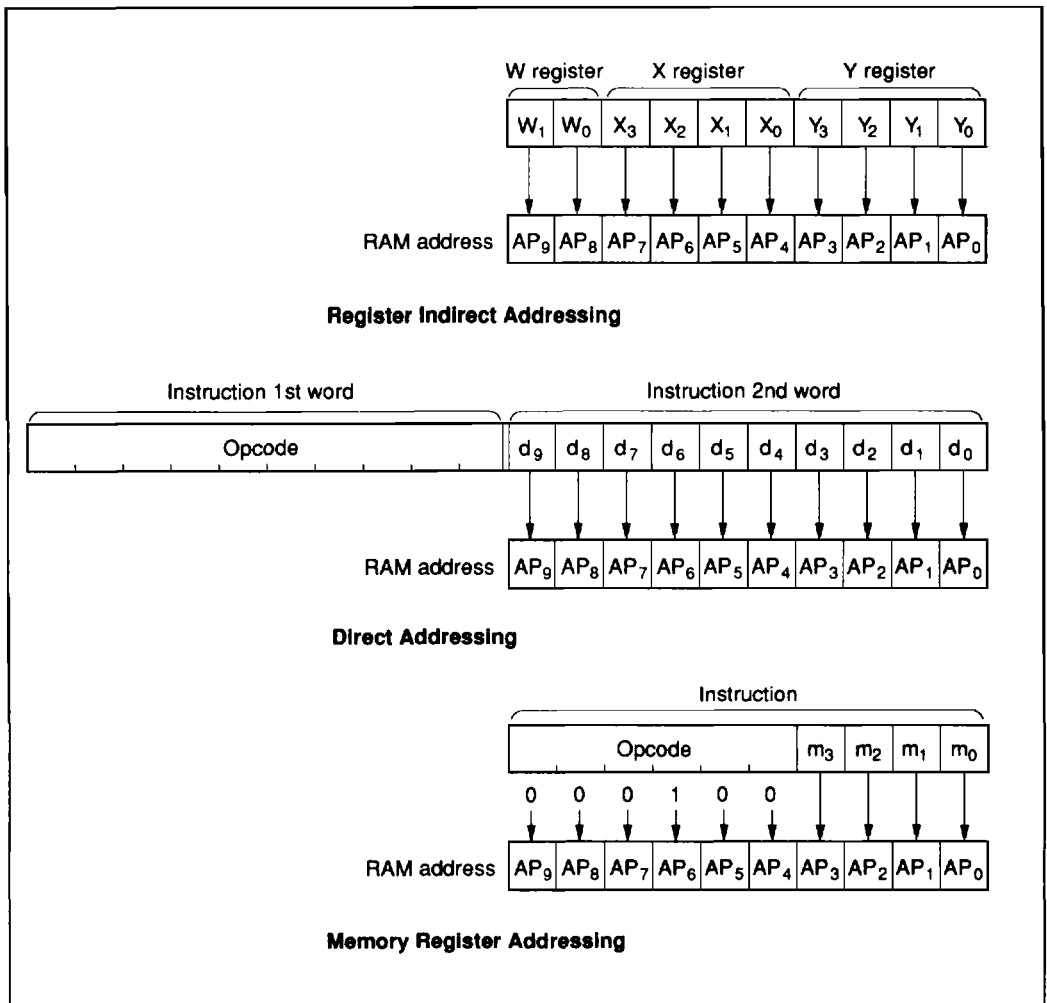 W register X register Y register
W₁ W₀ X₃ X₂ X₁ X₀ Y₃ Y₂ Y₁ Y₀
RAM address AP₉ AP₈ AP₇ AP₆ AP₅ AP₄ AP₃ AP₂ AP₁ AP₀
Register Indirect Addressing
Instruction 1st word Instruction 2nd word
Opcode d₉ d₈ d₇ d₆ d₅ d₄ d₃ d₂ d₁ d₀
RAM address AP₉ AP₈ AP₇ AP₆ AP₅ AP₄ AP₃ AP₂ AP₁ AP₀
Direct Addressing
Instruction
Opcode m₃ m₂ m₁ m₀
0 0 0 1 0 0
RAM address AP₉ AP₈ AP₇ AP₆ AP₅ AP₄ AP₃ AP₂ AP₁ AP₀
Memory Register Addressing